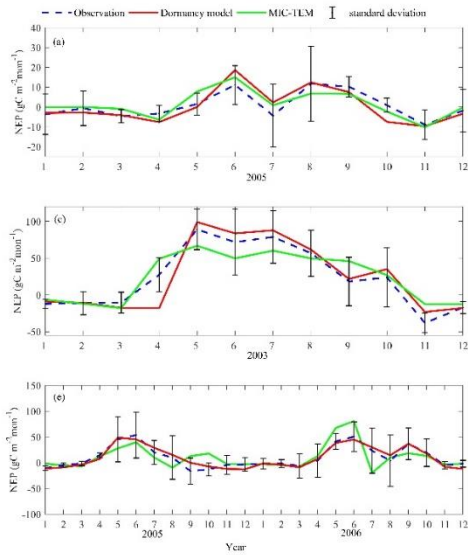 Observation Dormancy model MIC-TEM standard deviation
(a)
NEP (gC m⁻² mon⁻¹)
40
30
20
10
0
-10
-20
1 2 3 4 5 6 7 8 9 10 11 12
2005
(c)
NEP (gC m⁻² mon⁻¹)
100
50
0
-50
1 2 3 4 5 6 7 8 9 10 11 12
2003
(e)
NEP (gC m⁻² mon⁻¹)
150
100
50
0
-50
-100
2 3 4 5 6 7 8 9 10 11 12 1 2 3 4 5 6 7 8 9 10 11 12
2005 2006
Year